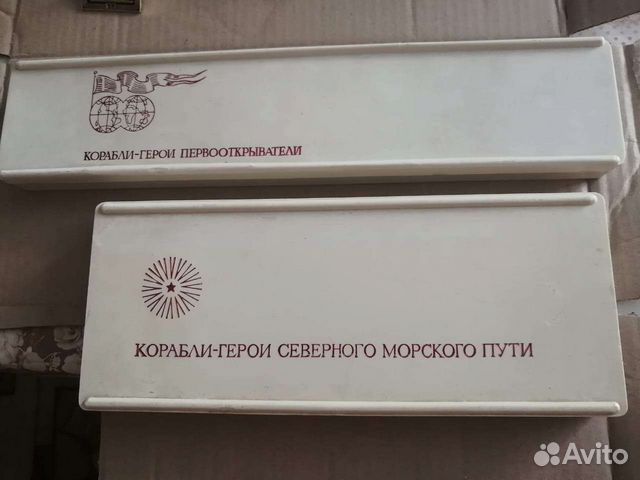 КОРАБЛИ-ГЕРОИ ПЕРВООТКРЫВАТЕЛИ
КОРАБЛИ-ГЕРОИ СЕВЕРНОГО МОРСКОГО ПУТИ
Avito